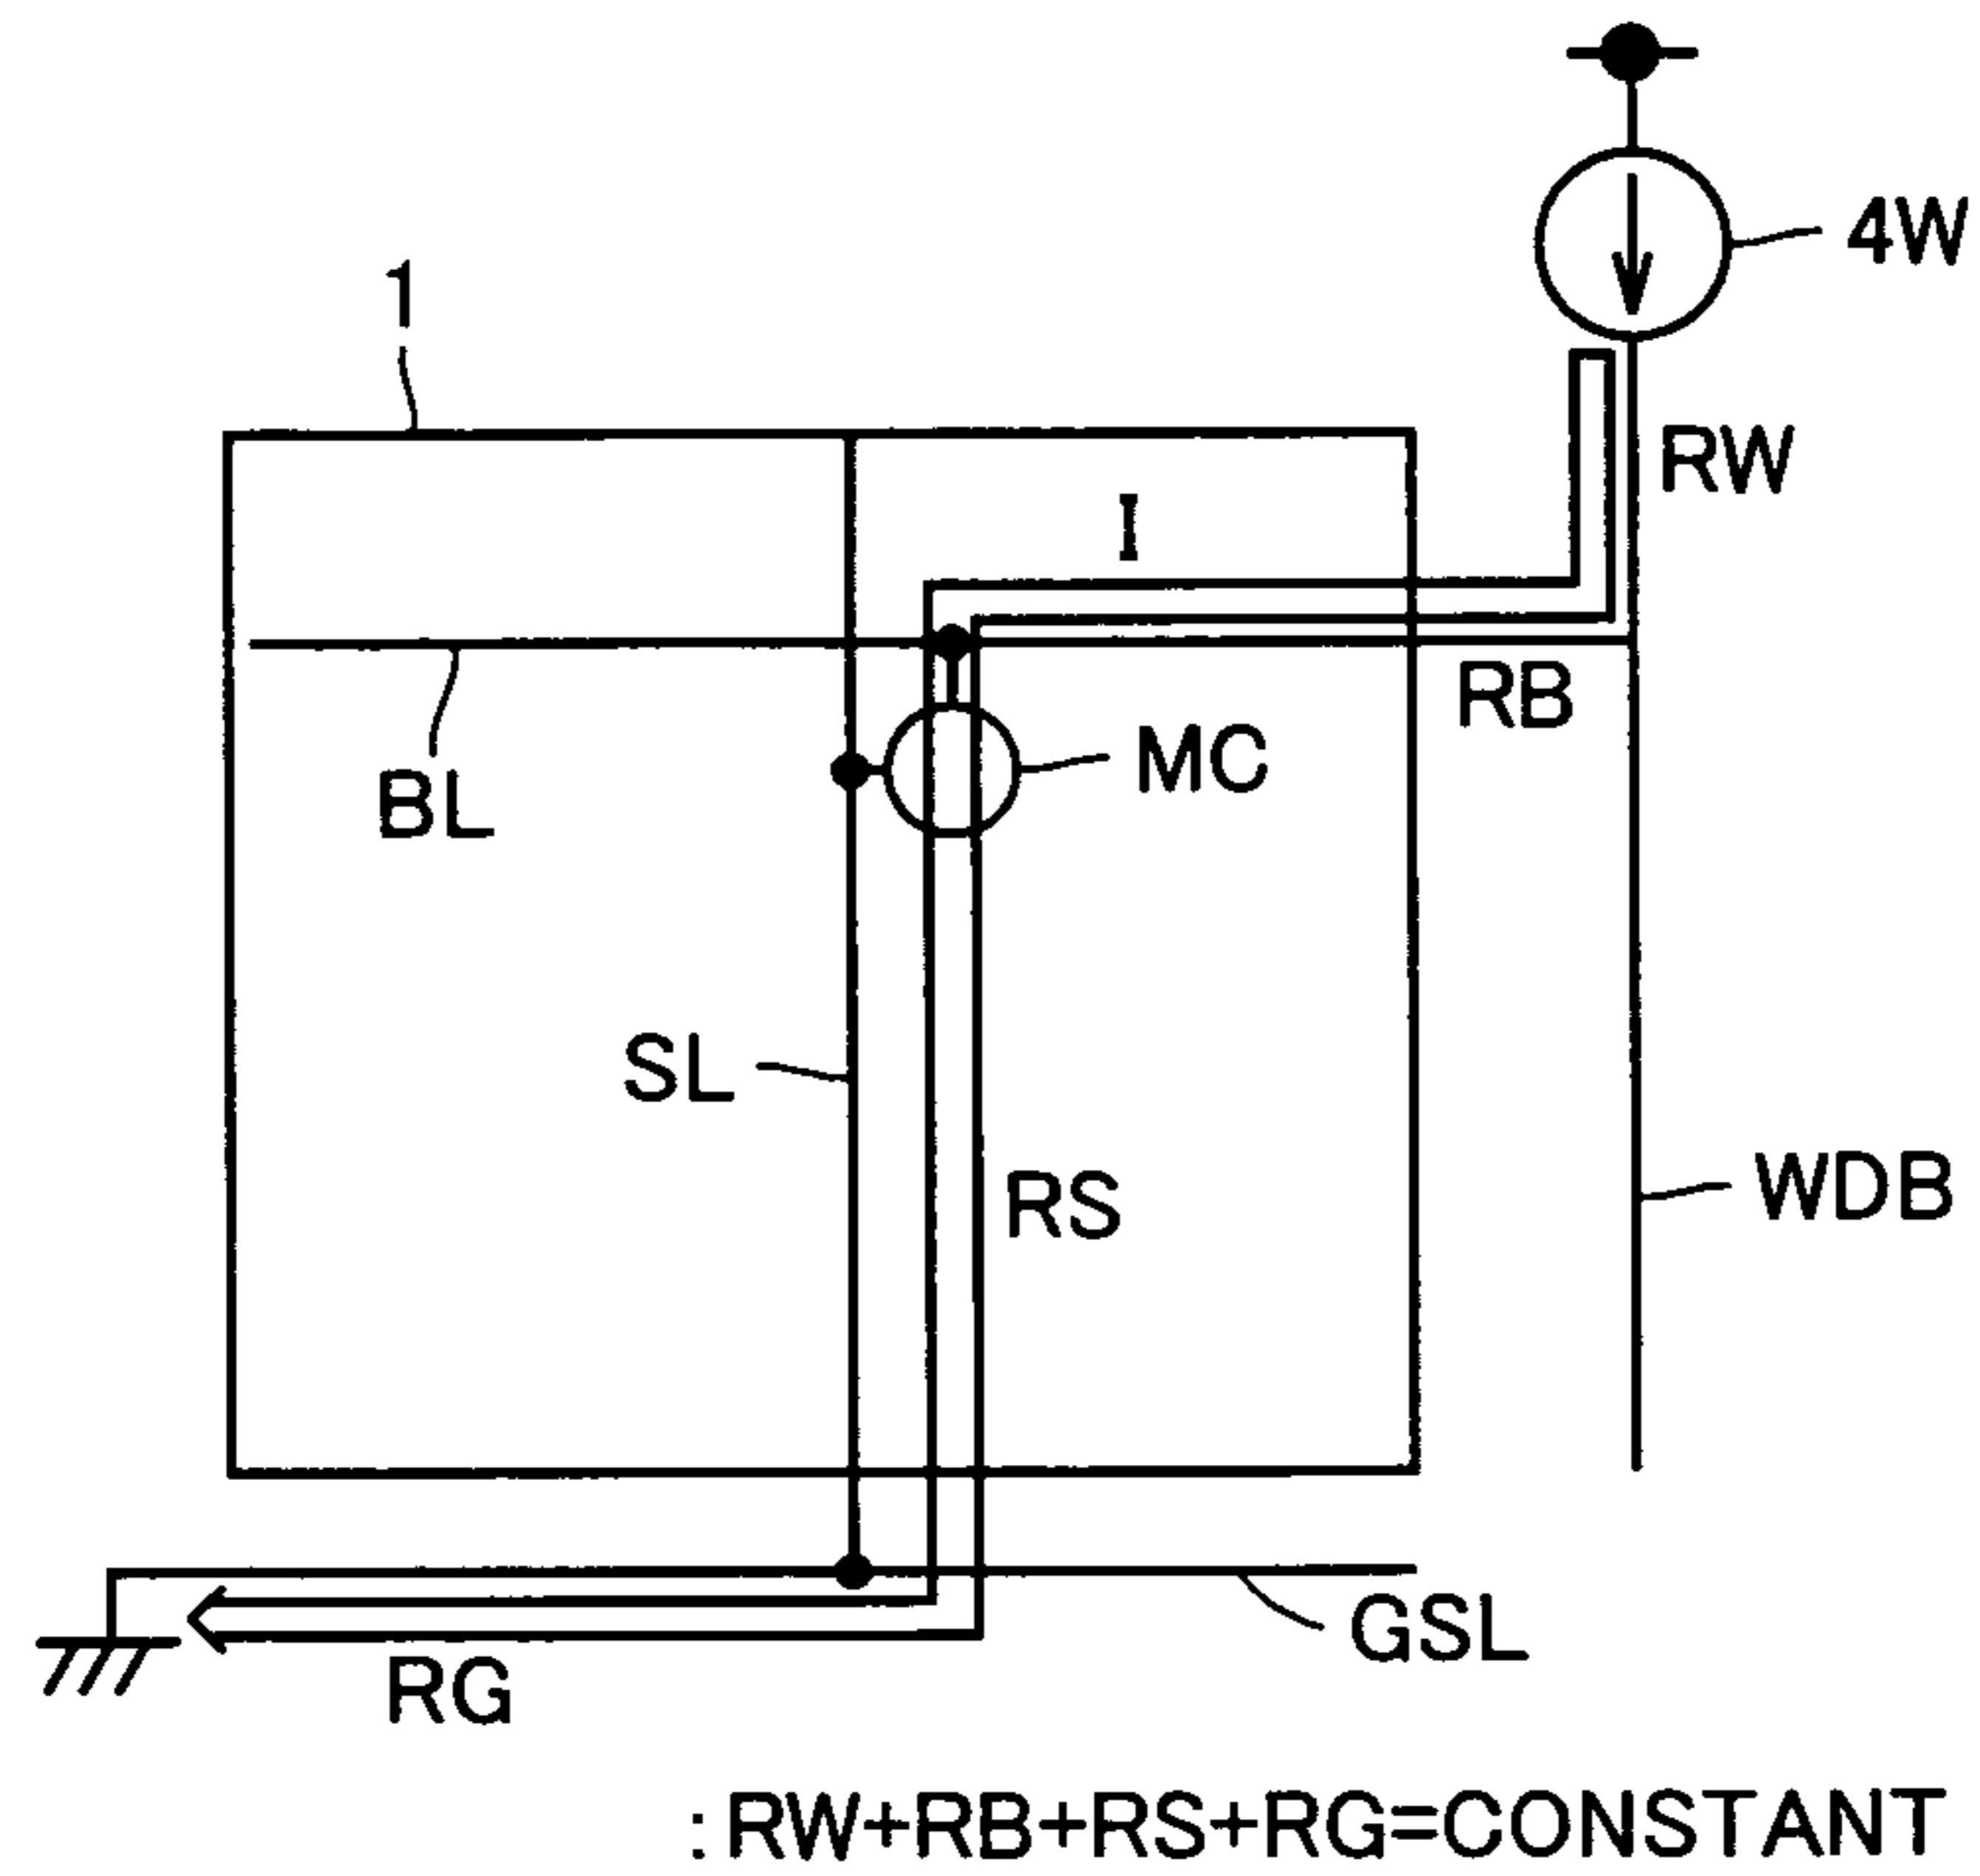 4W
1
RW
I
RB
MC
BL
SL
RS
WDB
GSL
RG
:RW+RB+RS+RG=CONSTANT